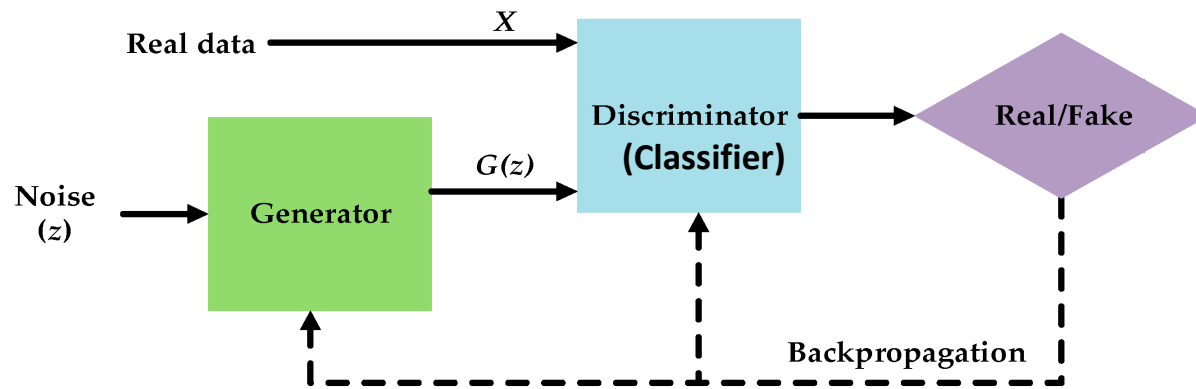 Real data
X
Discriminator
(Classifier)
Real/Fake
Noise
(z)
Generator
G(z)
Backpropagation